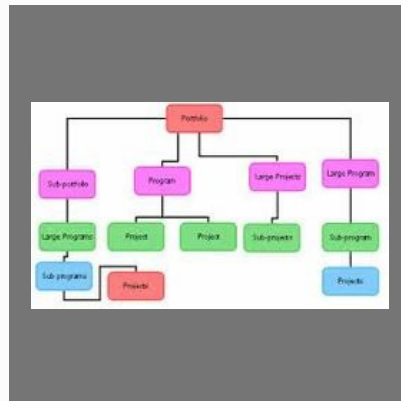 Portfolio
Sub-portfolio
Program
Large Projects
Large Program
Large Programs
Project
Project
Sub-projects
Sub-program
Sub programs
Projects
Projects